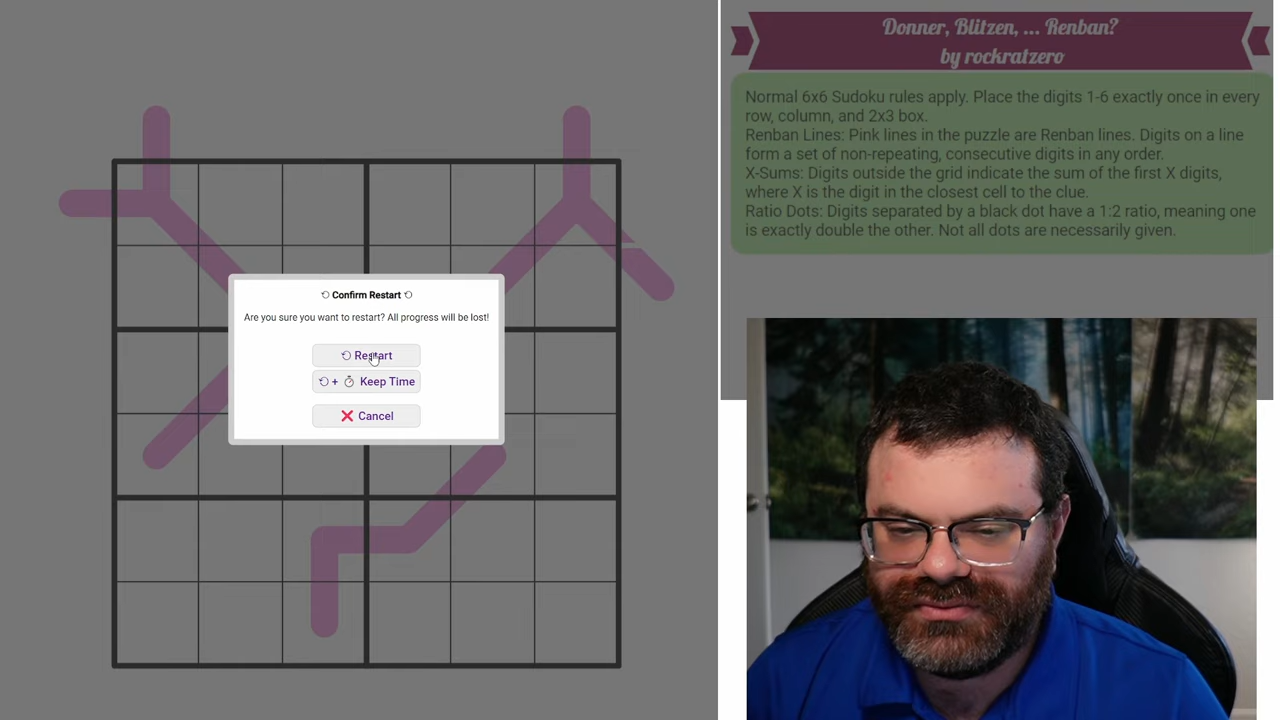 Donner, Blitzen, ... Renban?
by rockratzero
Normal 6x6 Sudoku rules apply. Place the digits 1-6 exactly once in every
row, column, and 2x3 box.
Renban Lines: Pink lines in the puzzle are Renban lines. Digits on a line
form a set of non-repeating, consecutive digits in any order.
X-Sums: Digits outside the grid indicate the sum of the first X digits,
where X is the digit in the closest cell to the clue.
Ratio Dots: Digits separated by a black dot have a 1:2 ratio, meaning one
is exactly double the other. Not all dots are necessarily given.
Confirm Restart
Are you sure you want to restart? All progress will be lost!
Restart
+ Keep Time
Cancel